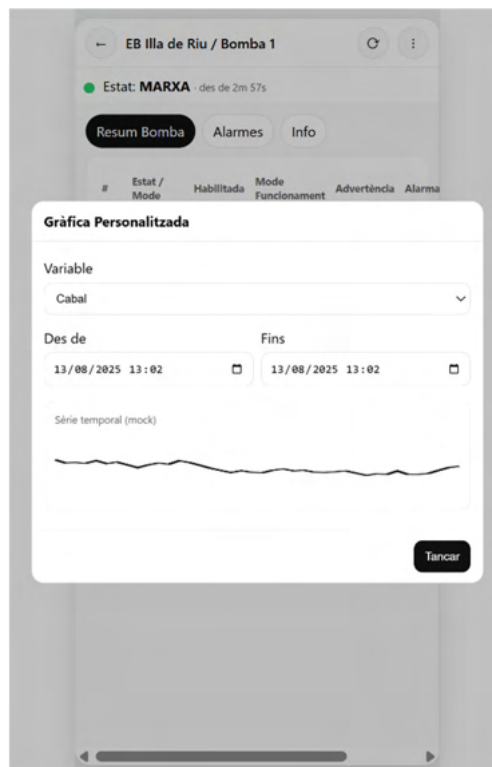 EB Illa de Riu / Bomba 1
Estat: MARXA · des de 2m 57s
Resum Bomba Alarmes Info
# Estat / Mode Habilitada Mode Funcionament Advertència Alarma
Gràfica Personalitzada
Variable
Cabal
Des de Fins
13/08/2025 13:02 13/08/2025 13:02
Sèrie temporal (mock)
Tancar